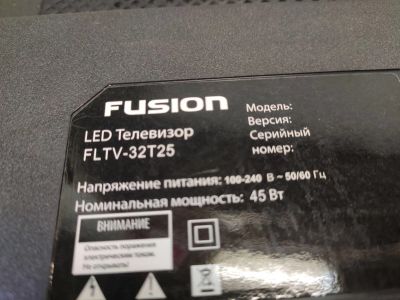 FUSION
LED Телевизор
FLTV-32T25
Модель:
Версия:
Серийный
номер:
Напряжение питания: 100-240 В ~ 50/60 Гц
Номинальная мощность: 45 Вт
ВНИМАНИЕ
Опасность поражения
электрическим током.
Не открывать!